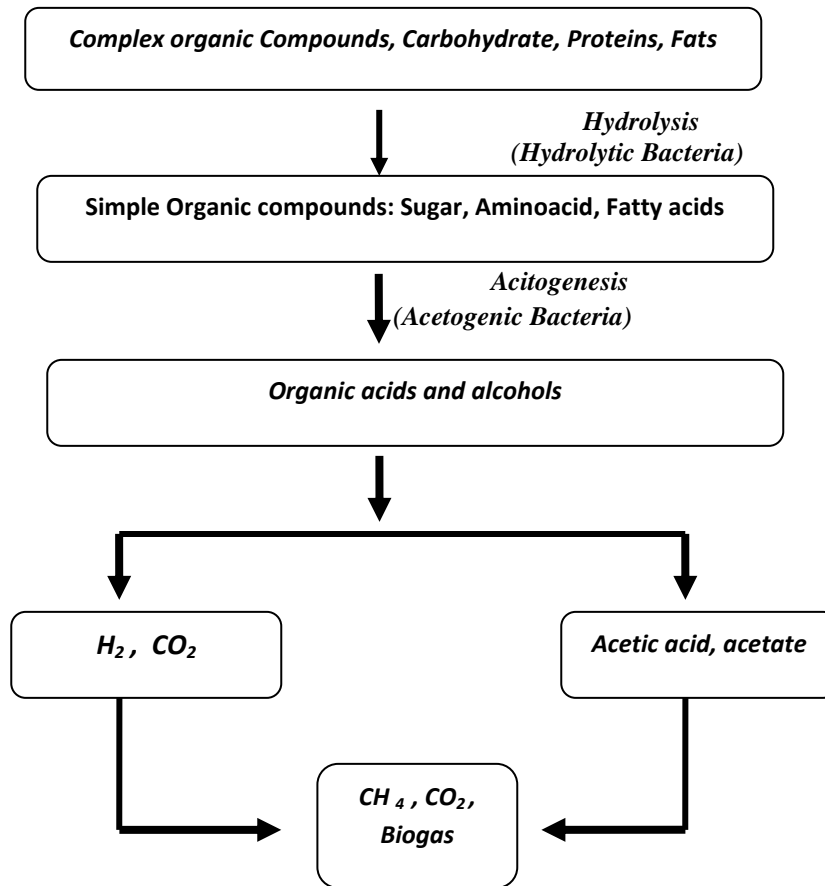 Complex organic Compounds, Carbohydrate, Proteins, Fats
Hydrolysis
(Hydrolytic Bacteria)
Simple Organic compounds: Sugar, Aminoacid, Fatty acids
Acitogenesis
(Acetogenic Bacteria)
Organic acids and alcohols
H₂ , CO₂
Acetic acid, acetate
CH ₄ , CO₂ ,
Biogas